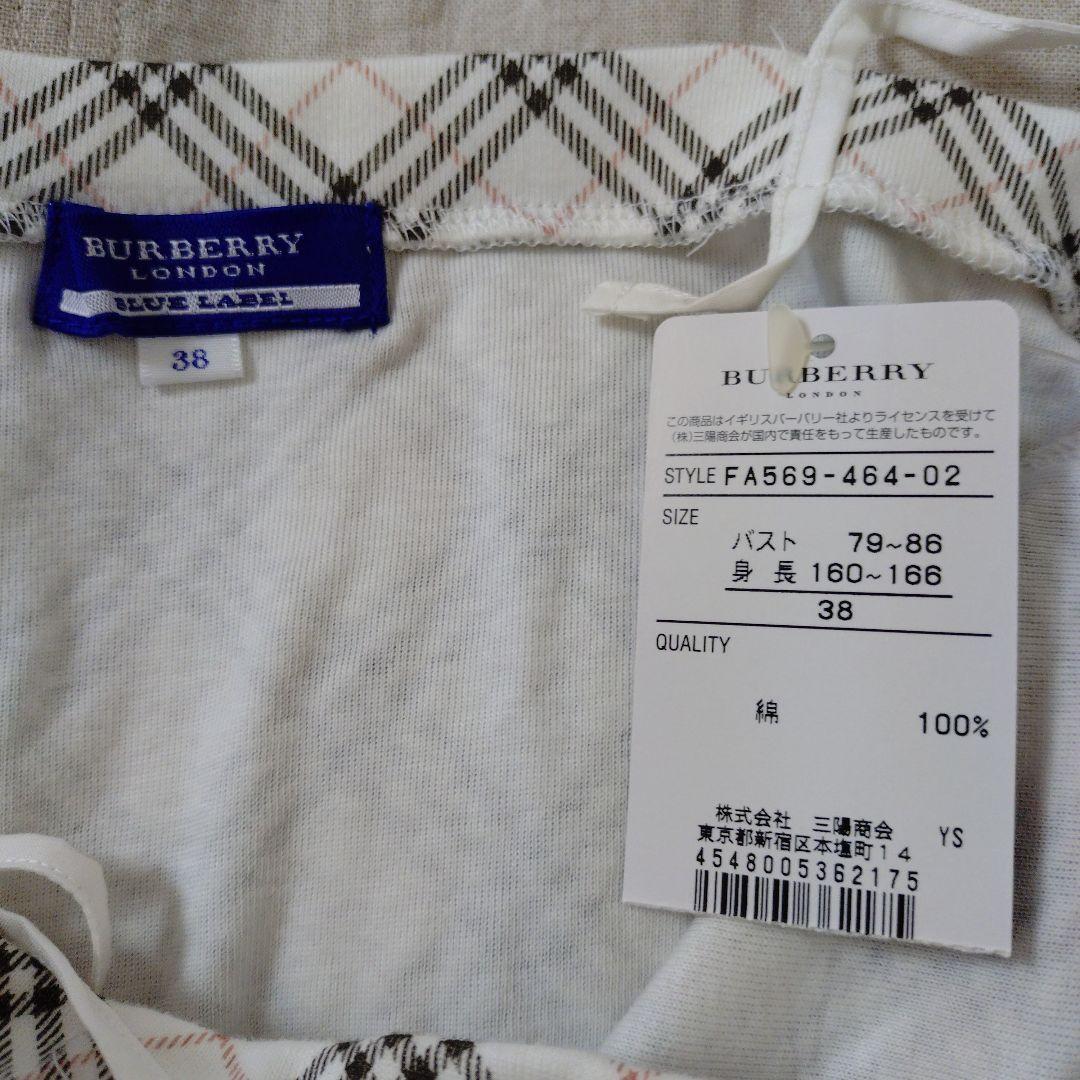 BURBERRY
LONDON
BLUE LABEL
38
BURBERRY
LONDON
この商品はイギリスバーバリー社よりライセンスを受けて
(株)三陽商会が国内で責任をもって生産したものです。
STYLE FA569-464-02
SIZE
バスト 79~86
身長 160~166
38
QUALITY
綿 100%
株式会社 三陽商会 YS
東京都新宿区本塩町14
4548005362175